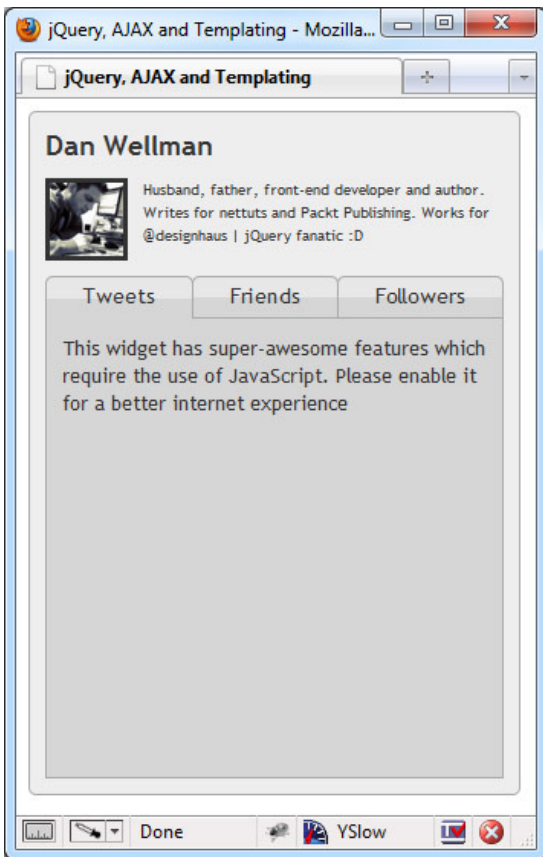 jQuery, AJAX and Templating - Mozilla...
jQuery, AJAX and Templating
Dan Wellman
Husband, father, front-end developer and author.
Writes for nettuts and Packt Publishing. Works for
@designhaus | jQuery fanatic :D
Tweets Friends Followers
This widget has super-awesome features which
require the use of JavaScript. Please enable it
for a better internet experience
Done YSlow